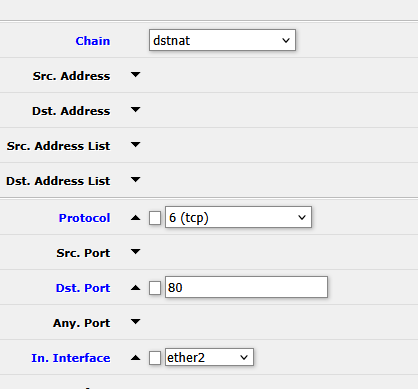 Chain dstnat
Src. Address
Dst. Address
Src. Address List
Dst. Address List
Protocol 6 (tcp)
Src. Port
Dst. Port 80
Any. Port
In. Interface ether2